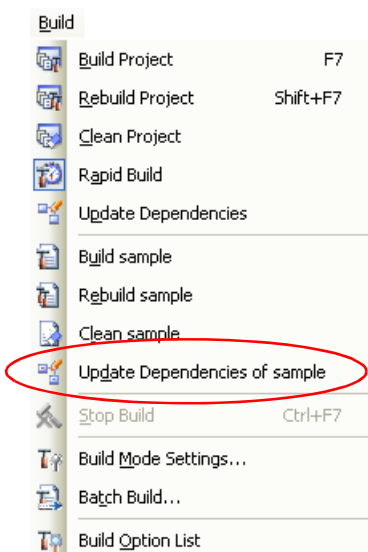 Build
Build Project F7
Rebuild Project Shift+F7
Clean Project
Rapid Build
Update Dependencies
Build sample
Rebuild sample
Clean sample
Update Dependencies of sample
Stop Build Ctrl+F7
Build Mode Settings...
Batch Build...
Build Option List